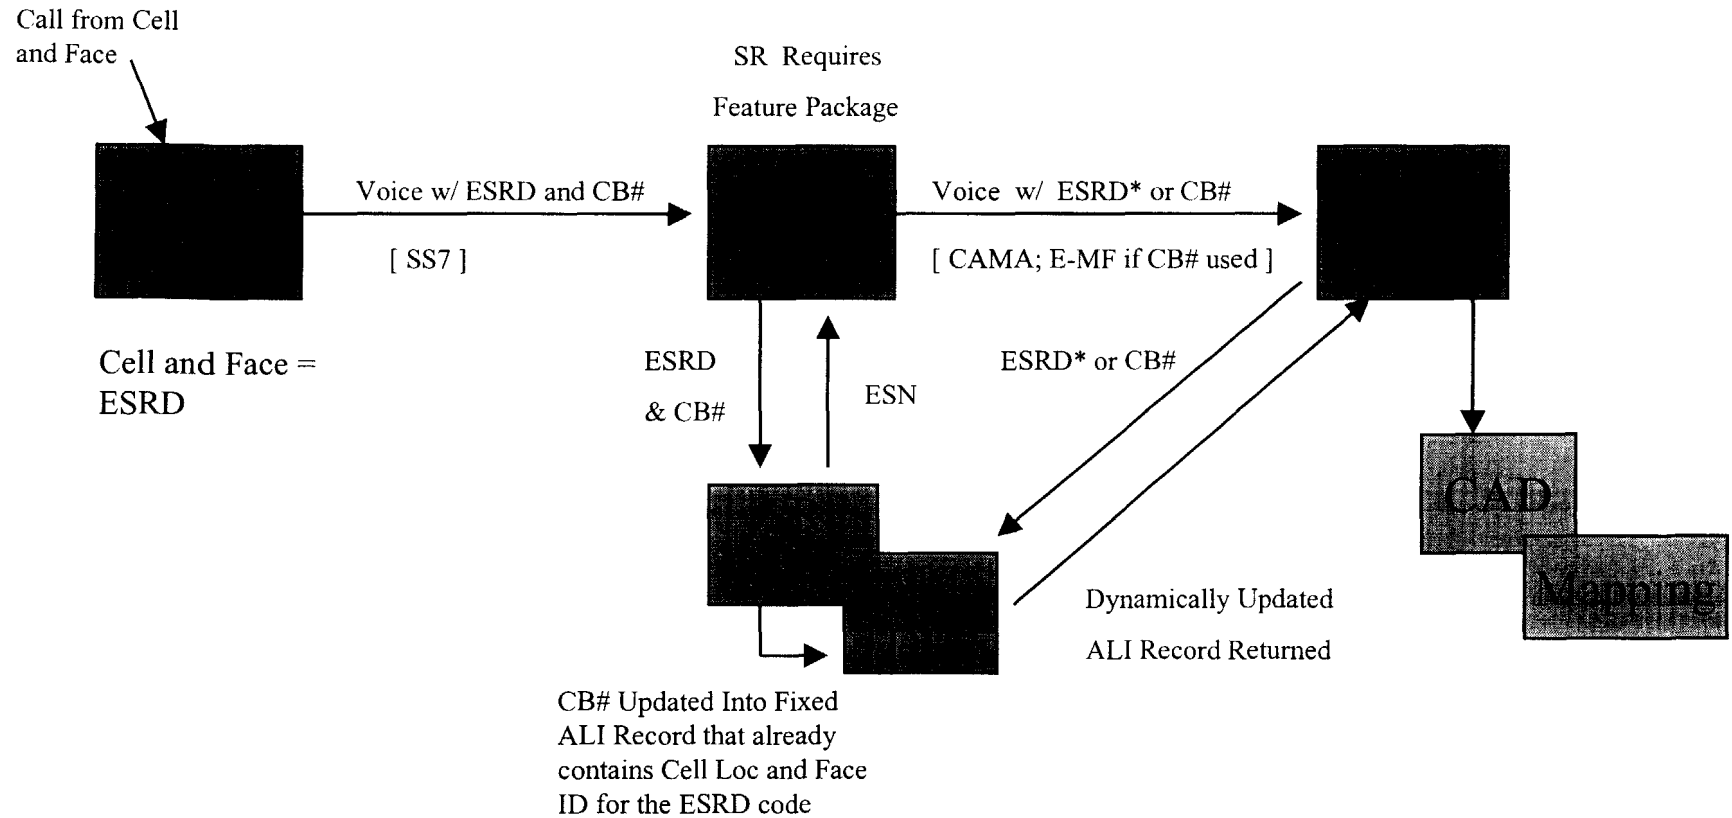 Call from Cell
and Face
SR Requires
Feature Package
Voice w/ ESRD and CB#
[ SS7 ]
Voice w/ ESRD* or CB#
[ CAMA; E-MF if CB# used ]
Cell and Face =
ESRD
ESRD
& CB#
ESN
ESRD* or CB#
CAD
Mapping
Dynamically Updated
ALI Record Returned
CB# Updated Into Fixed
ALI Record that already
contains Cell Loc and Face
ID for the ESRD code